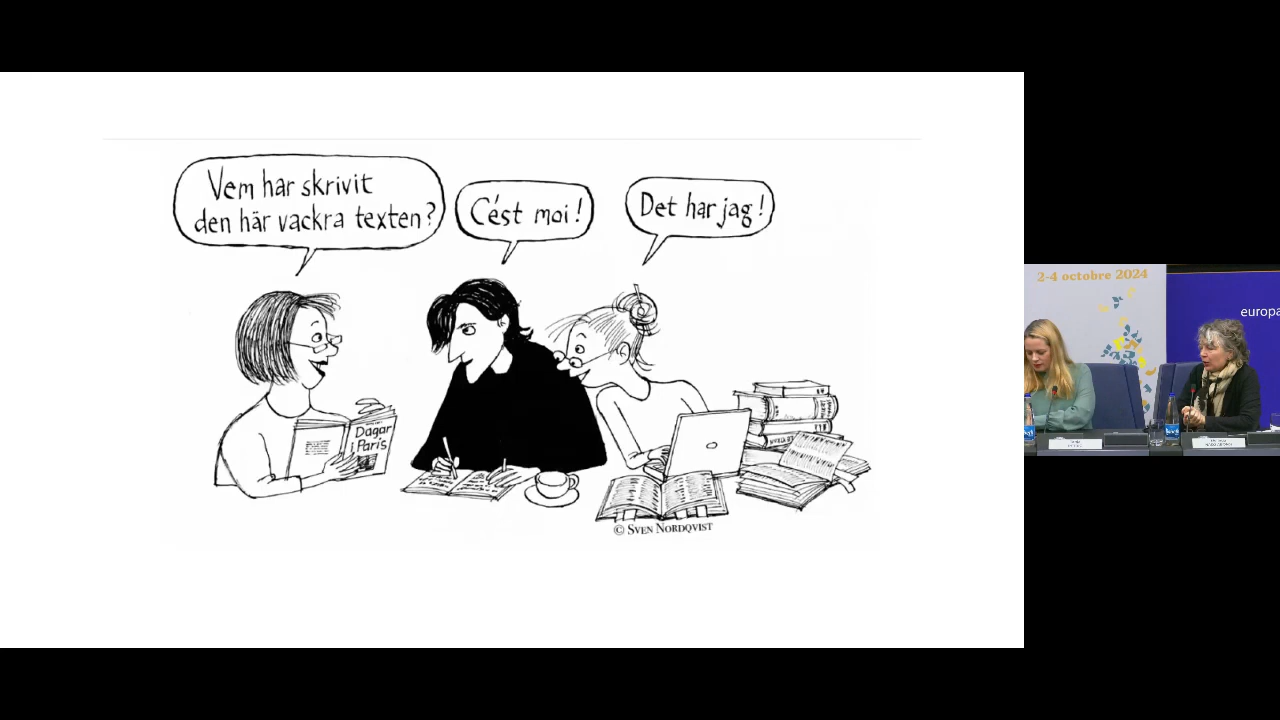 Vem har skrivit
den här vackra texten?
C'ést moi!
Det har jag!
Dagar
i Paris
© SVEN NORDQVIST
2-4 octobre 2024
europa